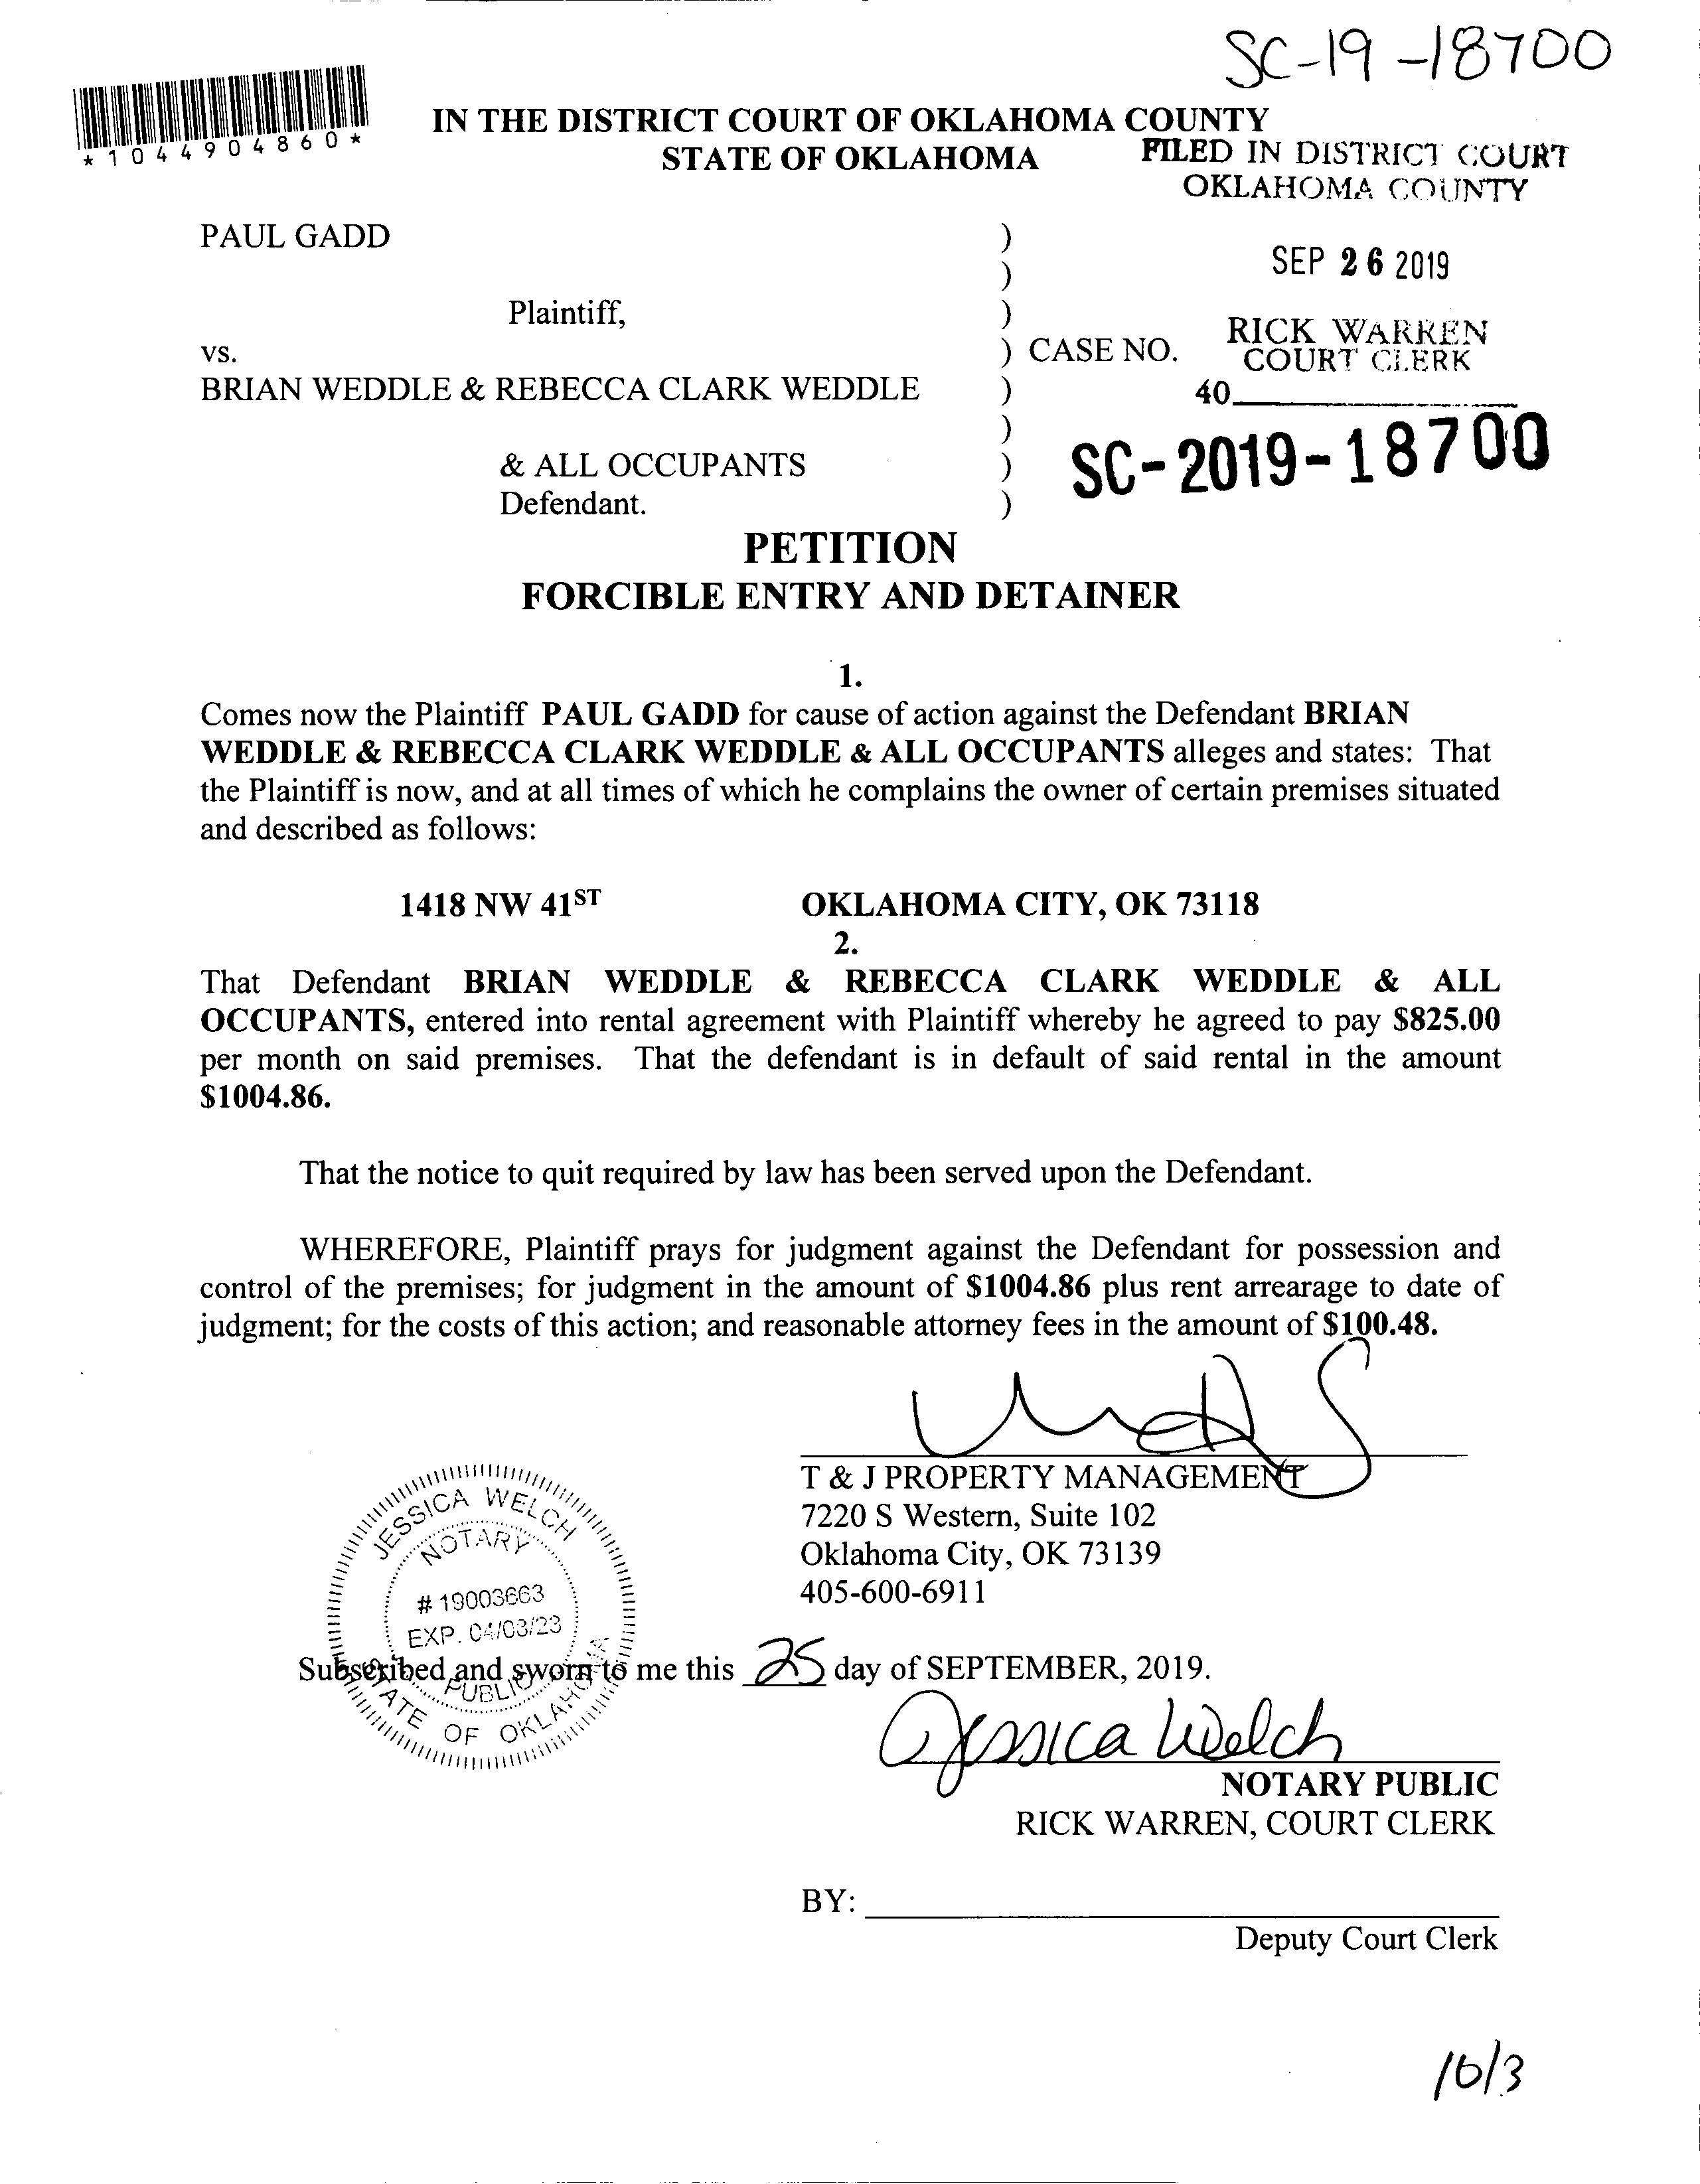 SC-19-18700
*1044904860*
IN THE DISTRICT COURT OF OKLAHOMA COUNTY
STATE OF OKLAHOMA
FILED IN DISTRICT COURT
OKLAHOMA COUNTY
PAUL GADD )
)
SEP 26 2019
Plaintiff, )
vs. ) CASE NO.
RICK WARREN
COURT CLERK
BRIAN WEDDLE & REBECCA CLARK WEDDLE )
40
)
& ALL OCCUPANTS )
SC-2019-18700
Defendant. )
PETITION
FORCIBLE ENTRY AND DETAINER
1.
Comes now the Plaintiff PAUL GADD for cause of action against the Defendant BRIAN
WEDDLE & REBECCA CLARK WEDDLE & ALL OCCUPANTS alleges and states: That
the Plaintiff is now, and at all times of which he complains the owner of certain premises situated
and described as follows:
1418 NW 41ST OKLAHOMA CITY, OK 73118
2.
That Defendant BRIAN WEDDLE & REBECCA CLARK WEDDLE & ALL
OCCUPANTS, entered into rental agreement with Plaintiff whereby he agreed to pay $825.00
per month on said premises. That the defendant is in default of said rental in the amount
$1004.86.
That the notice to quit required by law has been served upon the Defendant.
WHEREFORE, Plaintiff prays for judgment against the Defendant for possession and
control of the premises; for judgment in the amount of $1004.86 plus rent arrearage to date of
judgment; for the costs of this action; and reasonable attorney fees in the amount of $100.48.
T & J PROPERTY MANAGEMENT
7220 S Western, Suite 102
Oklahoma City, OK 73139
405-600-6911
JESSICA WELCH
NOTARY
# 19003663
EXP. 04/03/23
PUBLIC
STATE OF OKLAHOMA
Subscribed and sworn to me this 25 day of SEPTEMBER, 2019.
Jessica Welch
NOTARY PUBLIC
RICK WARREN, COURT CLERK
BY:
Deputy Court Clerk
10/3